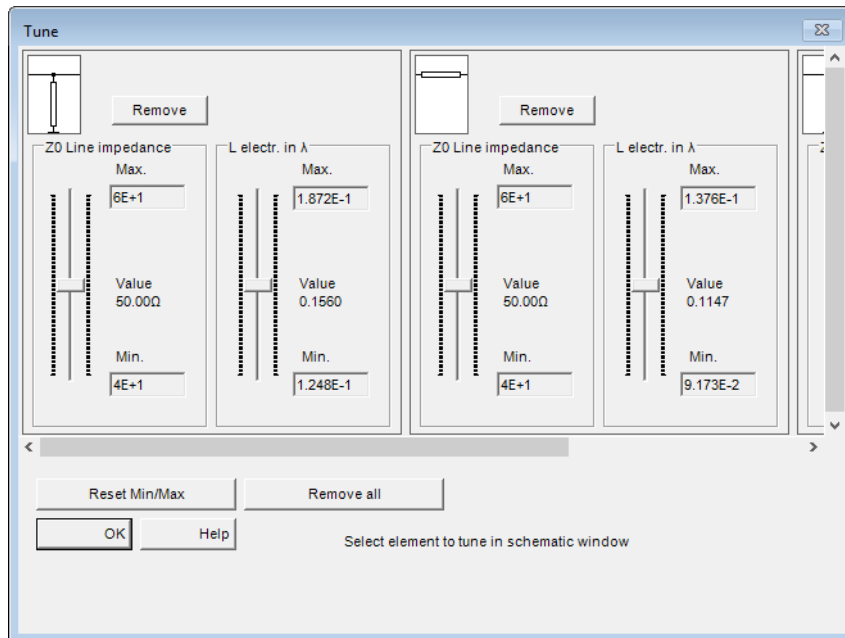 Tune
Remove
Z0 Line impedance
Max.
6E+1
Value
50.00Ω
Min.
4E+1
L electr. in λ
Max.
1.872E-1
Value
0.1560
Min.
1.248E-1
Remove
Z0 Line impedance
Max.
6E+1
Value
50.00Ω
Min.
4E+1
L electr. in λ
Max.
1.376E-1
Value
0.1147
Min.
9.173E-2
Reset Min/Max
Remove all
OK
Help
Select element to tune in schematic window